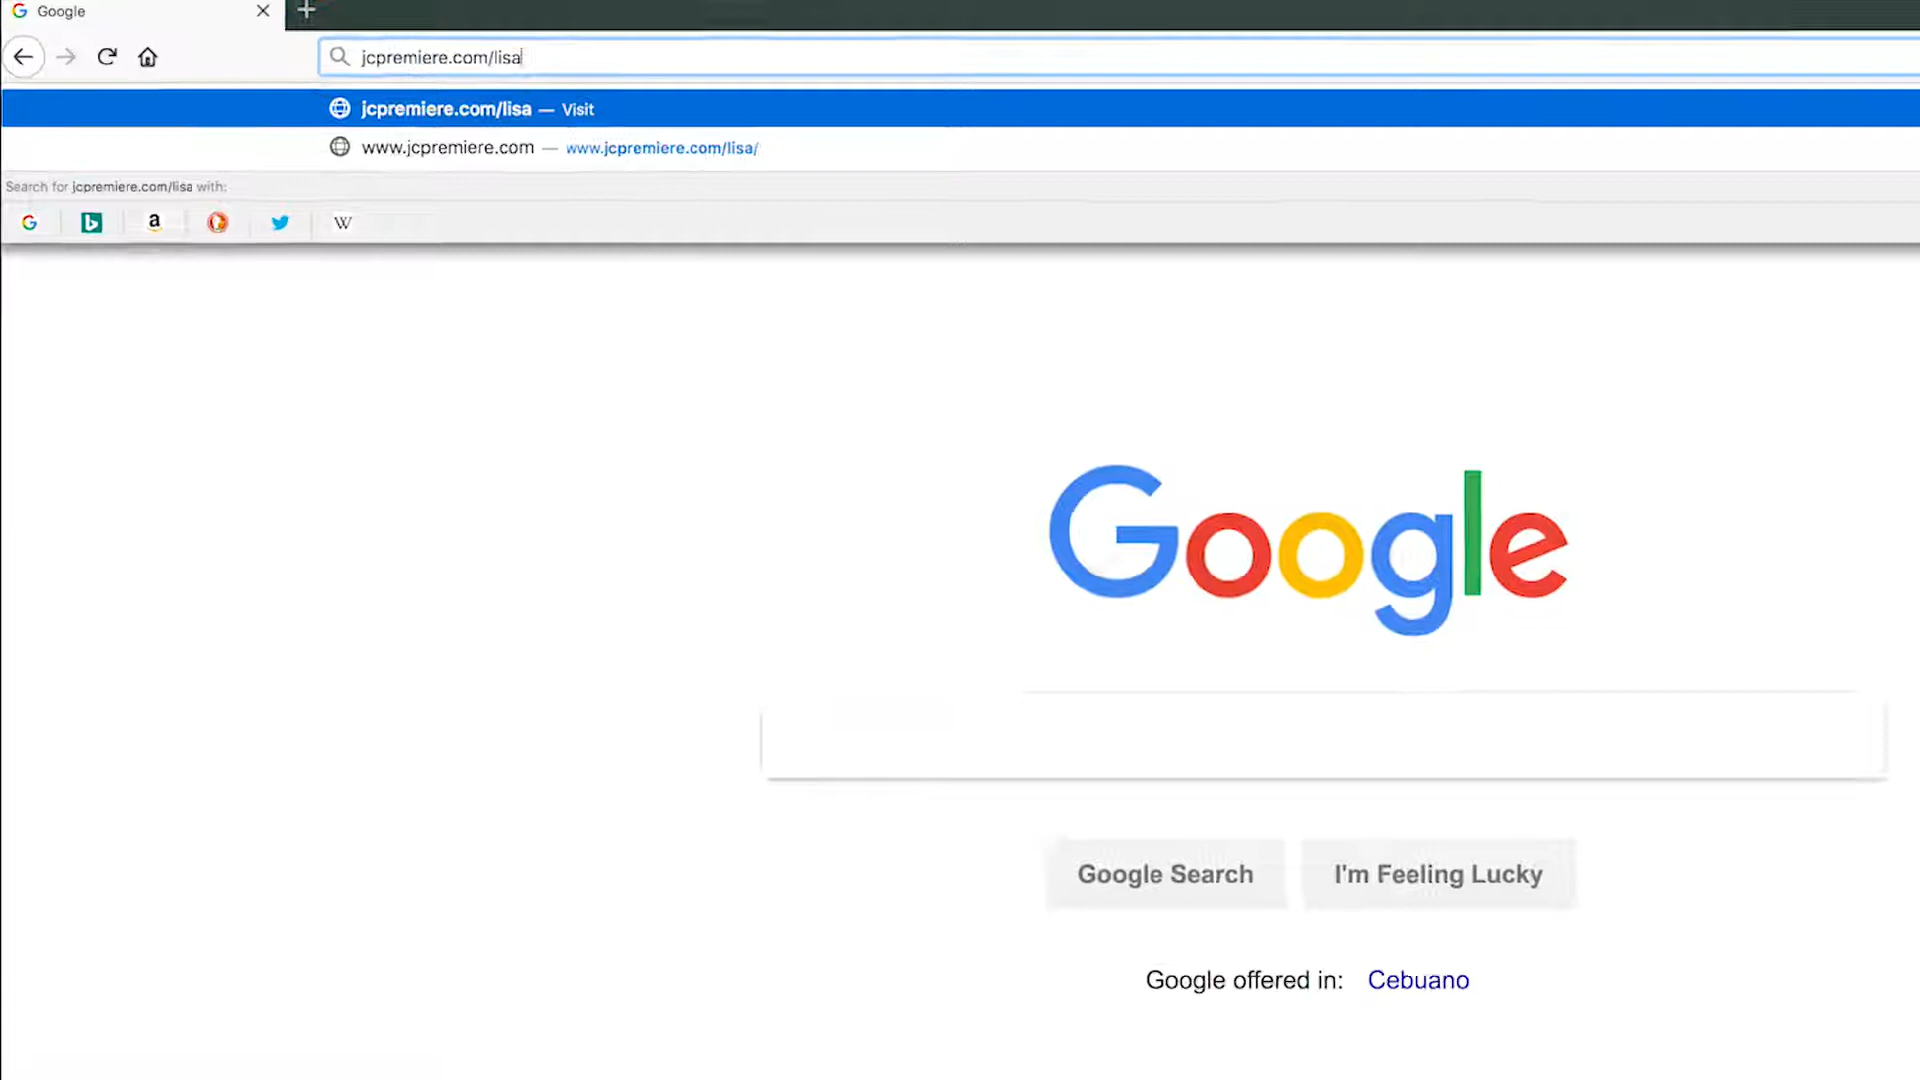 Google
jcpremiere.com/lisa
jcpremiere.com/lisa — Visit
www.jcpremiere.com — www.jcpremiere.com/lisa/
Search for jcpremiere.com/lisa with:
G b a W
Google
Google Search I'm Feeling Lucky
Google offered in: Cebuano